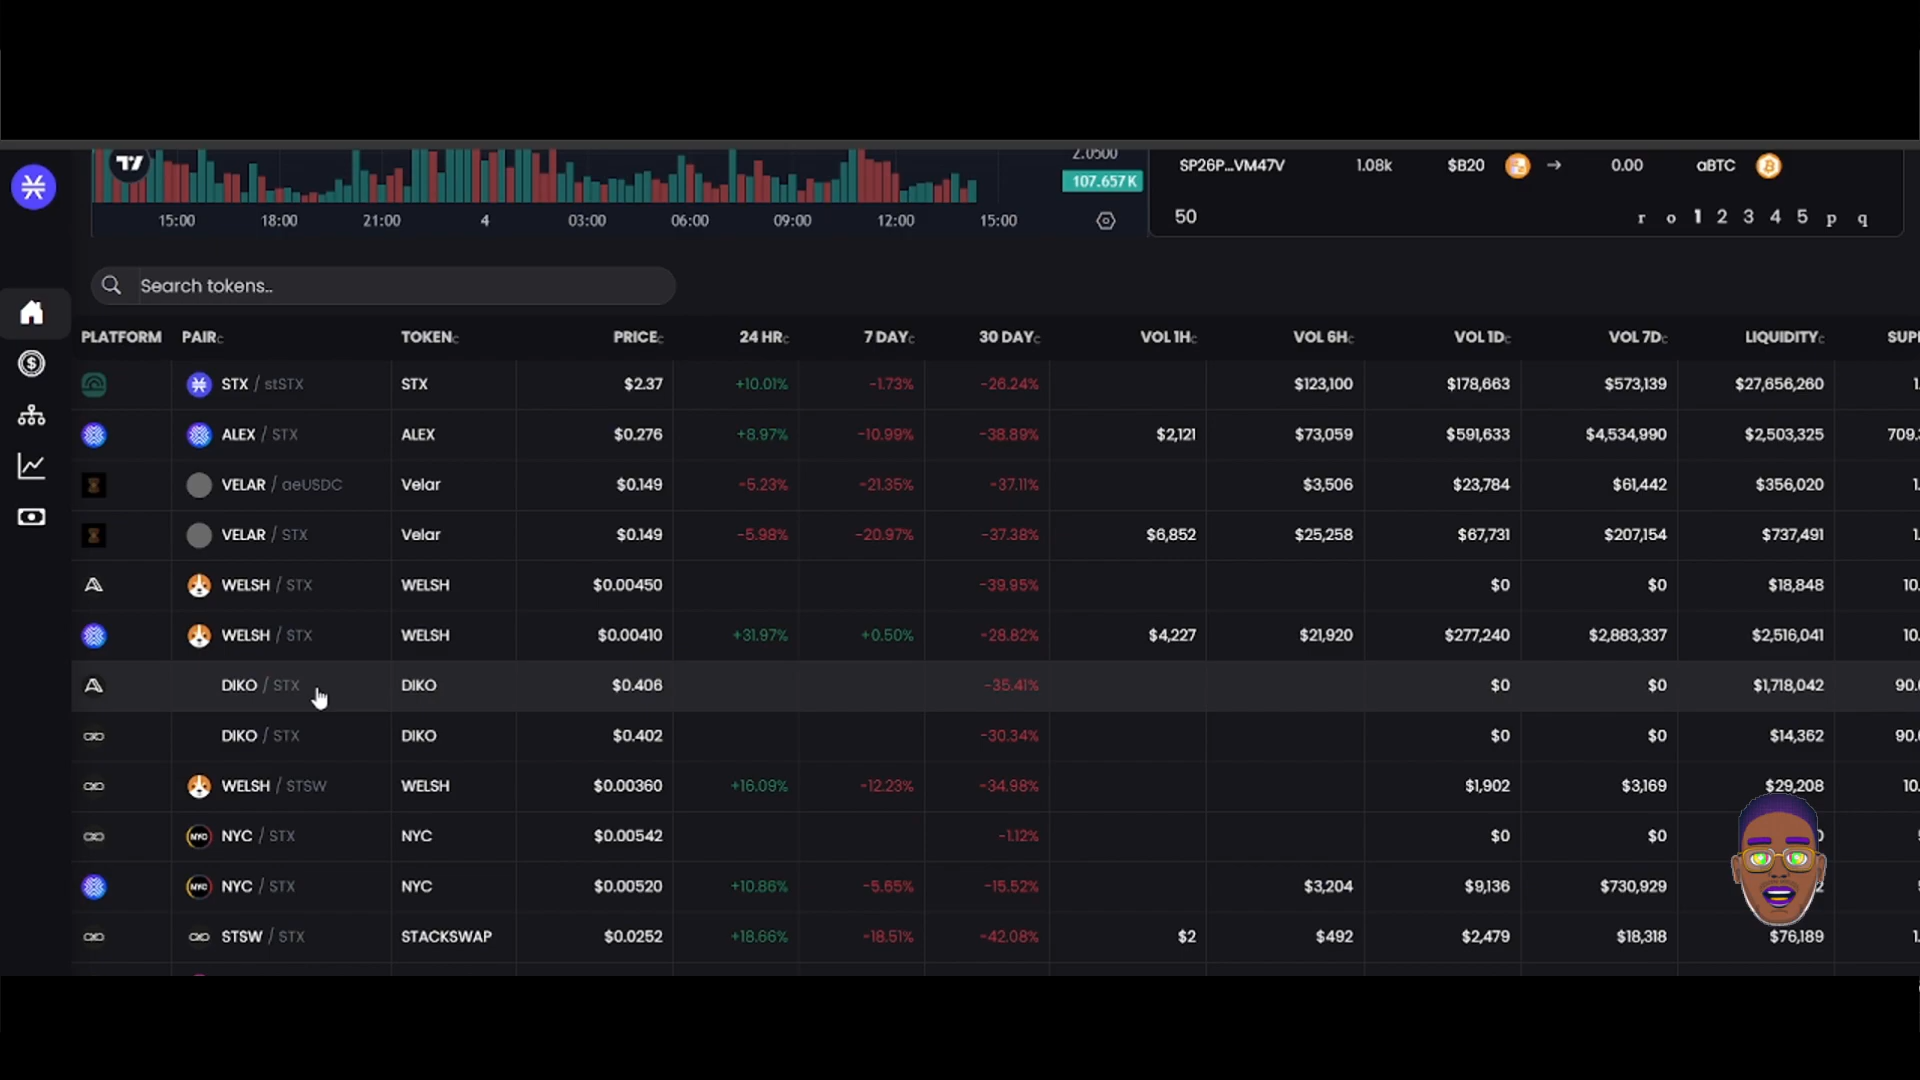 2.0500
107.657K
15:00 18:00 21:00 4 03:00 06:00 09:00 12:00 15:00
SP26P...VM47V 1.08k $B20 → 0.00 aBTC
50 r o 1 2 3 4 5 p q
Search tokens..
PLATFORM PAIR TOKEN PRICE 24 HR 7 DAY 30 DAY VOL 1H VOL 6H VOL 1D VOL 7D LIQUIDITY
STX / stSTX STX $2.37 +10.01% -1.73% -26.24% $123,100 $178,663 $573,139 $27,656,260 1.
ALEX / STX ALEX $0.276 +8.97% -10.99% -38.89% $2,121 $73,059 $591,633 $4,534,990 $2,503,325 709.
VELAR / aeUSDC Velar $0.149 -5.23% -21.35% -37.11% $3,506 $23,784 $61,442 $356,020 1.
VELAR / STX Velar $0.149 -5.98% -20.97% -37.38% $6,852 $25,258 $67,731 $207,154 $737,491 1.
WELSH / STX WELSH $0.00450 -39.95% $0 $0 $18,848 10.
WELSH / STX WELSH $0.00410 +31.97% +0.50% -28.82% $4,227 $21,920 $277,240 $2,883,337 $2,516,041 10.
DIKO / STX DIKO $0.406 -35.41% $0 $0 $1,718,042 90.
DIKO / STX DIKO $0.402 -30.34% $0 $0 $14,362 90.
WELSH / STSW WELSH $0.00360 +16.09% -12.23% -34.98% $1,902 $3,169 $29,208 10.
NYC NYC / STX NYC $0.00542 -1.12% $0 $0
NYC NYC / STX NYC $0.00520 +10.86% -5.65% -15.52% $3,204 $9,136 $730,929
STSW / STX STACKSWAP $0.0252 +18.66% -18.51% -42.08% $2 $492 $2,479 $18,318 $76,189 1.